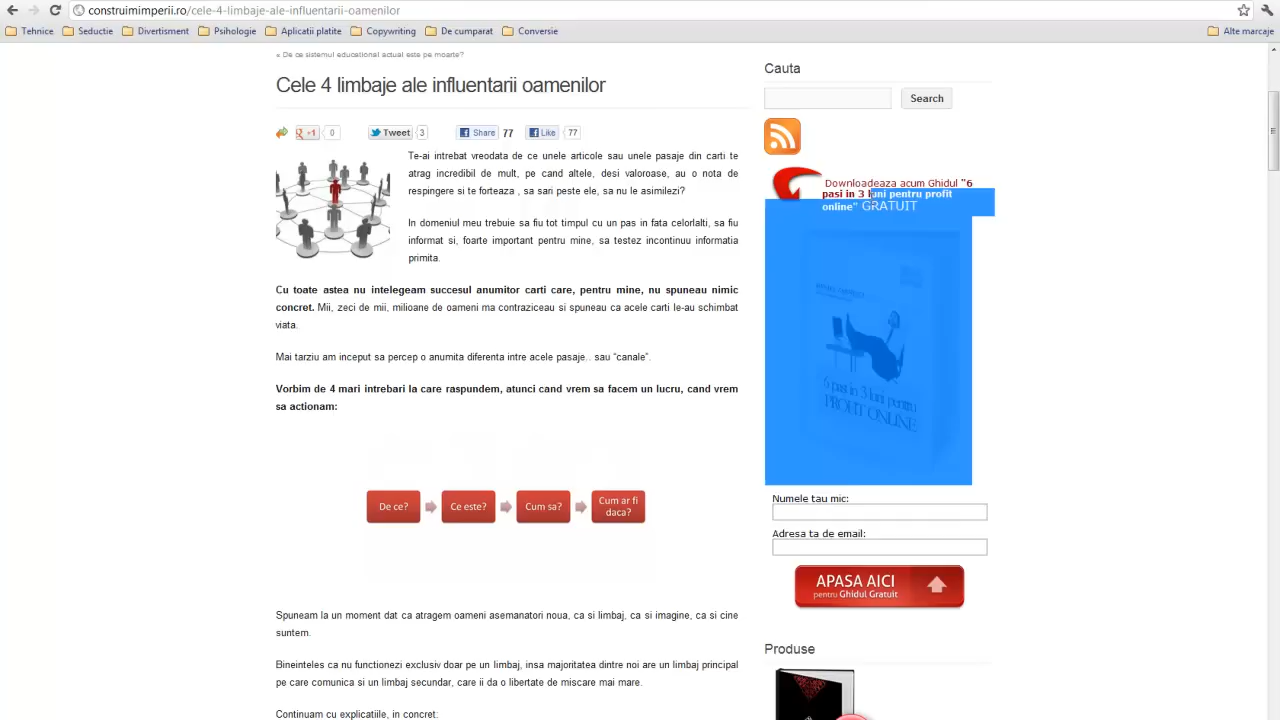 construimimperii.ro/cele-4-limbaje-ale-influentarii-oamenilor
Tehnice Seductie Divertisment Psihologie Aplicatii platite Copywriting De cumparat Conversie Alte marcaje
« De ce sistemul educational actual este pe moarte?
Cele 4 limbaje ale influentarii oamenilor
+1 0 Tweet 3 Share 77 Like 77
Te-ai intrebat vreodata de ce unele articole sau unele pasaje din carti te
atrag incredibil de mult, pe cand altele, desi valoroase, au o nota de
respingere si te forteaza , sa sari peste ele, sa nu le asimilezi?
In domeniul meu trebuie sa fiu tot timpul cu un pas in fata celorlalti, sa fiu
informat si, foarte important pentru mine, sa testez incontinuu informatia
primita.
Cu toate astea nu intelegeam succesul anumitor carti care, pentru mine, nu spuneau nimic
concret. Mii, zeci de mii, milioane de oameni ma contraziceau si spuneau ca acele carti le-au schimbat
viata.
Mai tarziu am inceput sa percep o anumita diferenta intre acele pasaje.. sau “canale”.
Vorbim de 4 mari intrebari la care raspundem, atunci cand vrem sa facem un lucru, cand vrem
sa actionam:
De ce? Ce este? Cum sa? Cum ar fi
daca?
Spuneam la un moment dat ca atragem oameni asemanatori noua, ca si limbaj, ca si imagine, ca si cine
suntem.
Bineinteles ca nu functionezi exclusiv doar pe un limbaj, insa majoritatea dintre noi are un limbaj principal
pe care comunica si un limbaj secundar, care ii da o libertate de miscare mai mare.
Continuam cu explicatiile, in concret:
Cauta
Search
Downloadeaza acum Ghidul "6
pasi in 3 luni pentru profit
online" GRATUIT
6 pasi in 3 luni pentru
PROFIT ONLINE
Numele tau mic:
Adresa ta de email:
APASA AICI
pentru Ghidul Gratuit
Produse